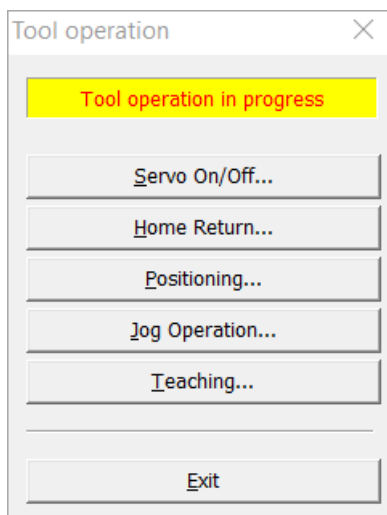 Tool operation
Tool operation in progress
Servo On/Off...
Home Return...
Positioning...
Jog Operation...
Teaching...
Exit